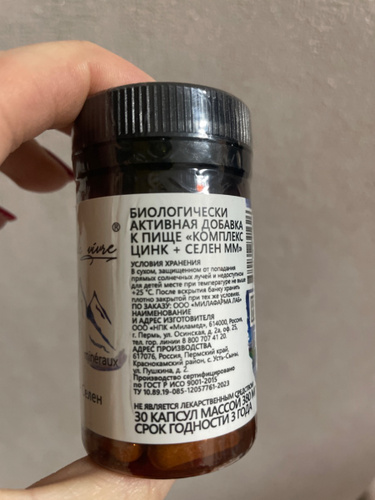 vivre®
minéraux
БИОЛОГИЧЕСКИ
АКТИВНАЯ ДОБАВКА
К ПИЩЕ «КОМПЛЕКС
ЦИНК + СЕЛЕН ММ»
УСЛОВИЯ ХРАНЕНИЯ
В сухом, защищенном от попадания
прямых солнечных лучей и недоступном
для детей месте при температуре не выше
+25 °С. После вскрытия банку хранить
плотно закрытой при тех же условиях.
ПО ЗАКАЗУ: ООО «МИЛАФАРМА ЛАБ»
НАИМЕНОВАНИЕ
И АДРЕС ИЗГОТОВИТЕЛЯ
ООО «НПК «Миламед», 614000, Россия,
г. Пермь, ул. Осинская, д. 2а, оф. 25,
тел. гор. линии 8 800 707 41 20.
АДРЕС ПРОИЗВОДСТВА
617076, Россия, Пермский край,
Краснокамский район, с. Усть-Сыны,
ул. Пушкина, д. 2.
Производство сертифицировано
по ГОСТ Р ИСО 9001-2015
ТУ 10.89.19-085-12057761-2023
НЕ ЯВЛЯЕТСЯ ЛЕКАРСТВЕННЫМ СРЕДСТВОМ
30 КАПСУЛ МАССОЙ 380
СРОК ГОДНОСТИ 3 ГОДА